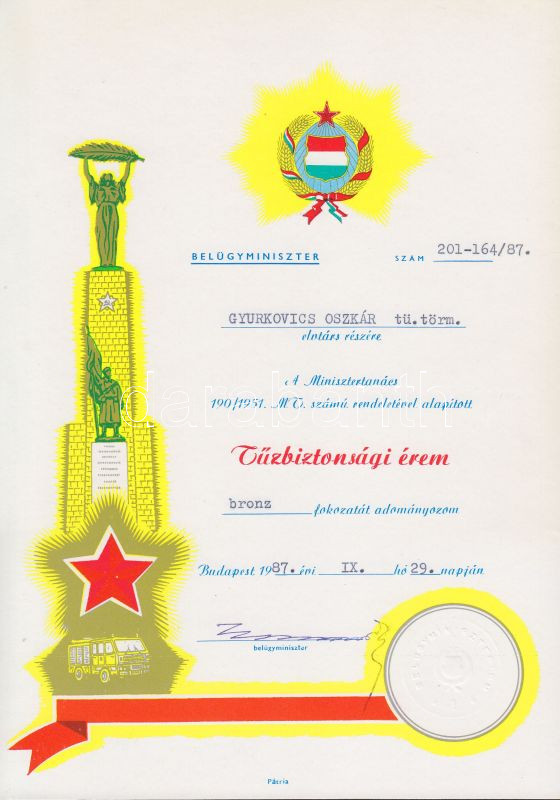 BELÜGYMINISZTER SZÁM 201-164/87.
GYURKOVICS OSZKÁR tü.törm.
elvtárs részére
A Minisztertanács
190/1951. M.T. számú rendeletével alapított
Tűzbiztonsági érem
bronz fokozatát adományozom
Budapest 1987. évi IX. hó 29. napján
belügyminiszter
Pátria